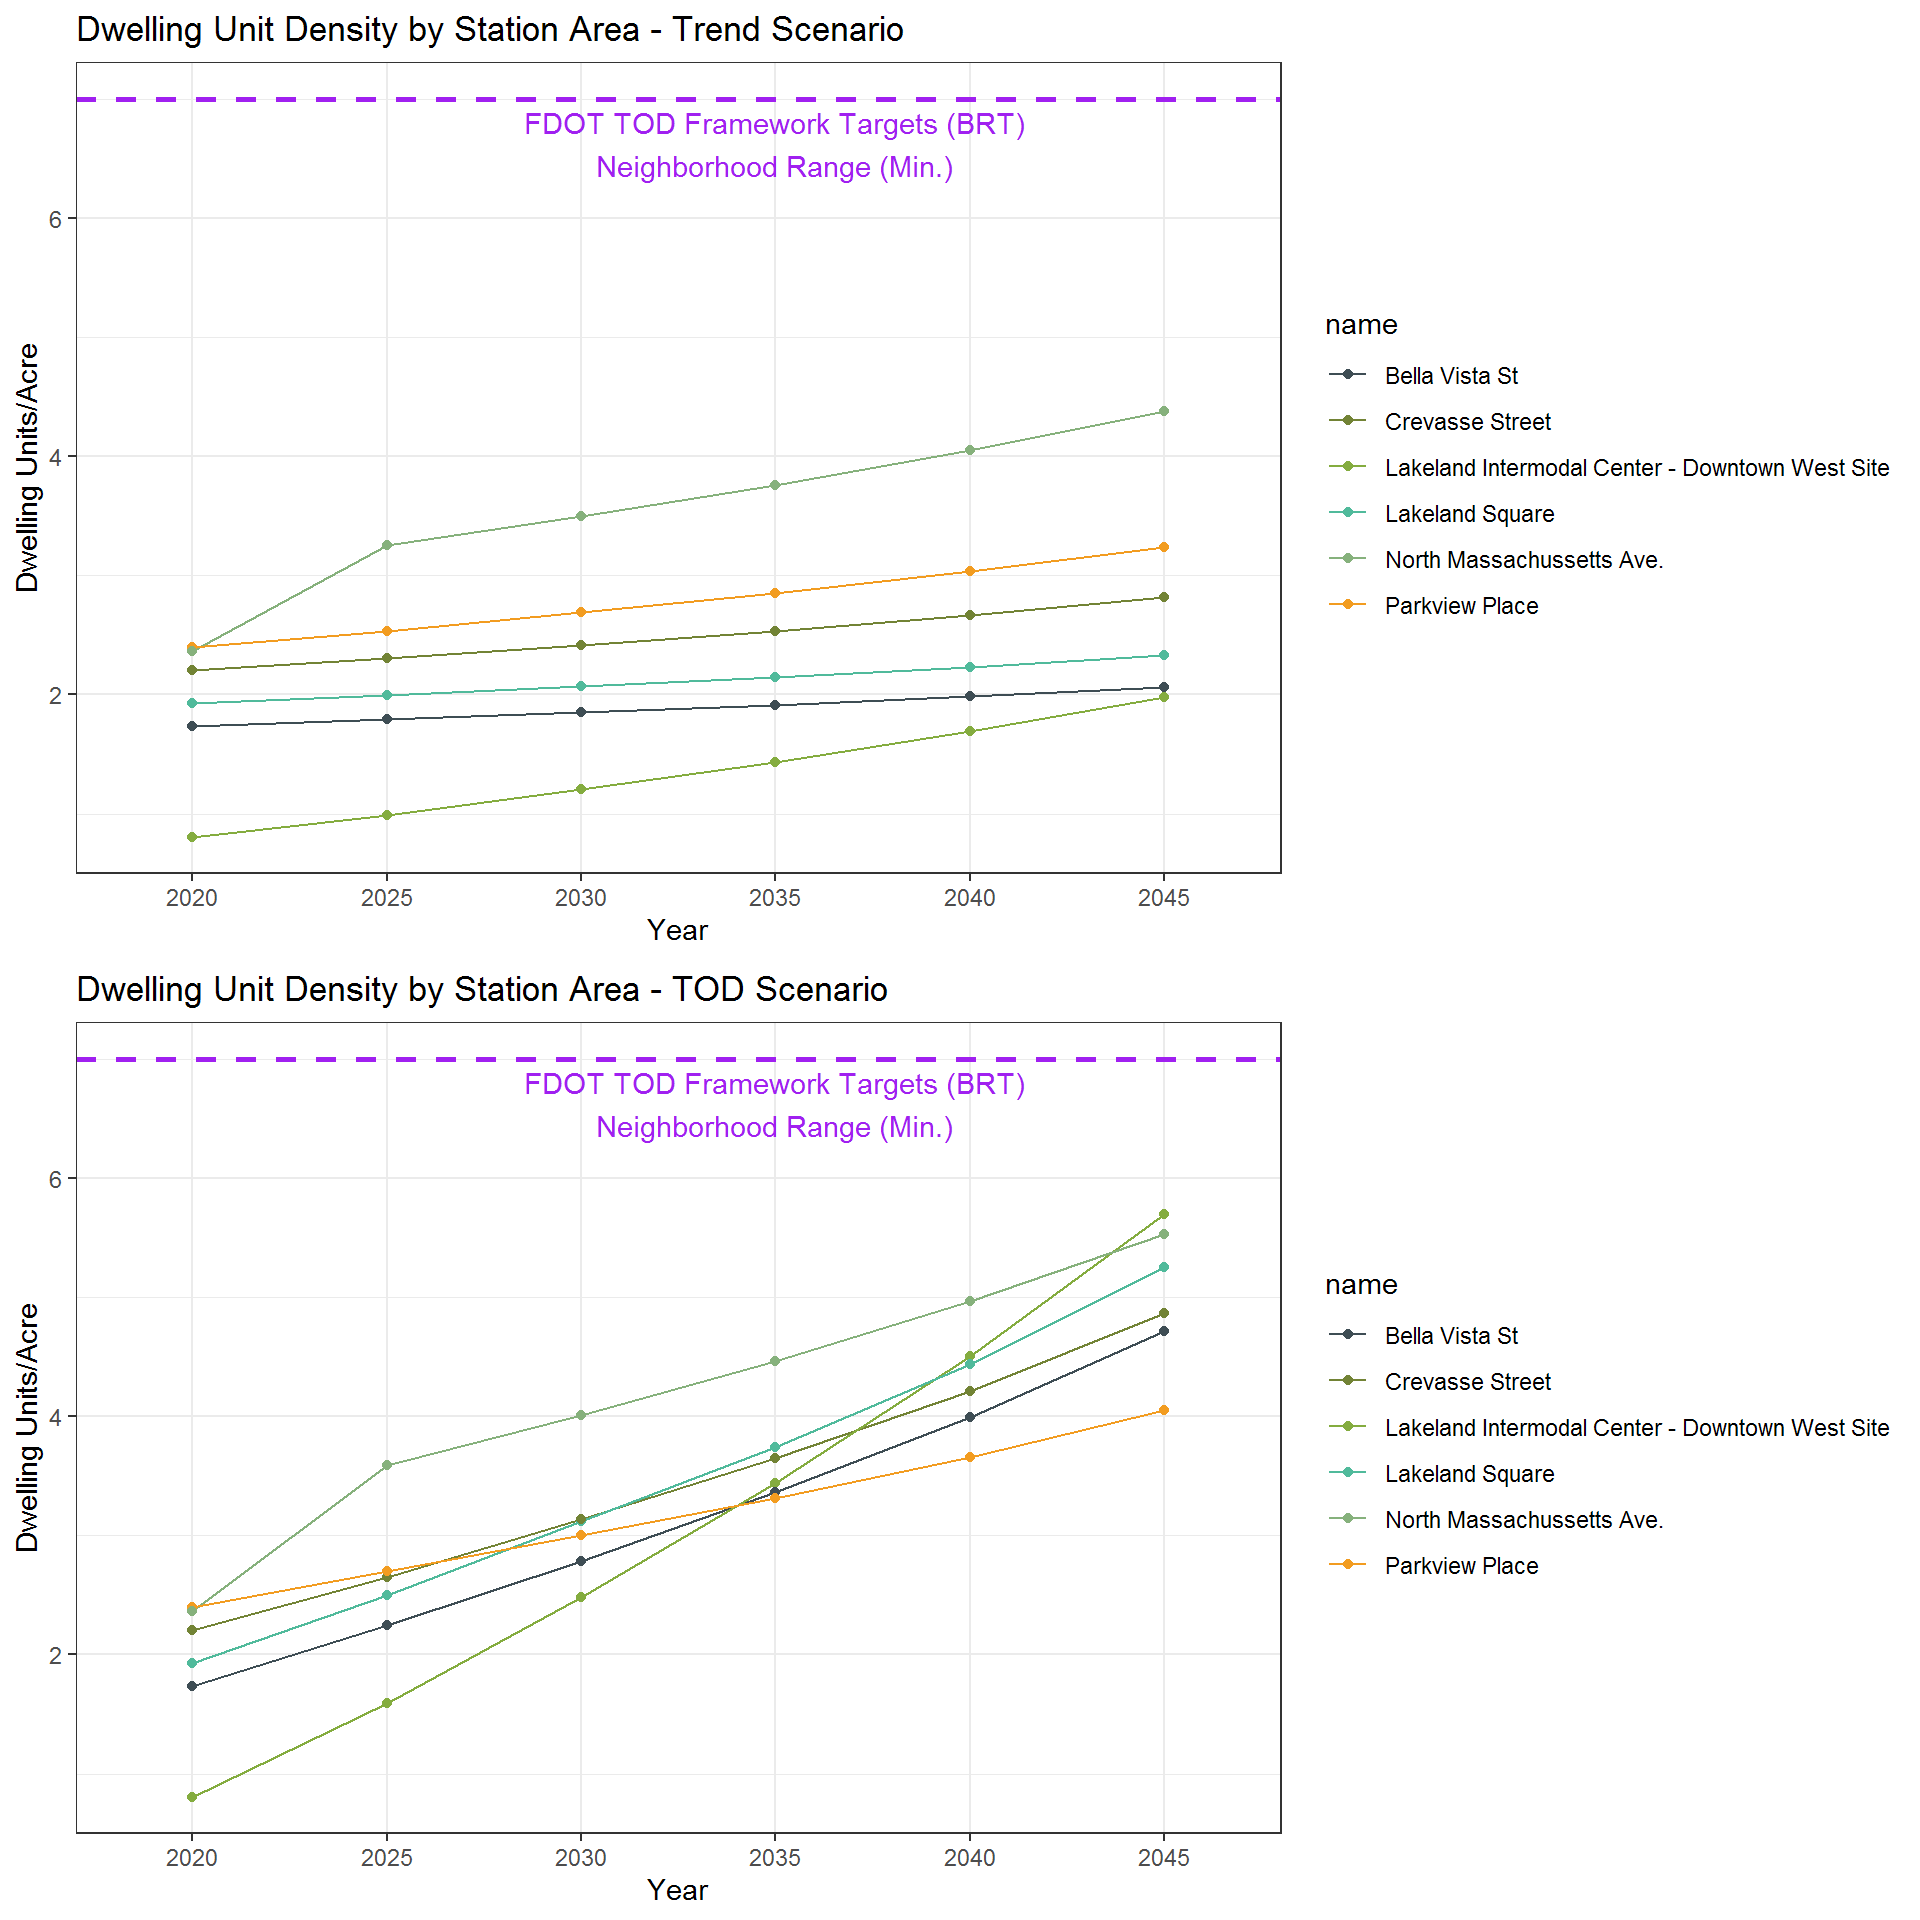 Dwelling Unit Density by Station Area - Trend Scenario
FDOT TOD Framework Targets (BRT)
Neighborhood Range (Min.)
6
4
2
Dwelling Units/Acre
2020 2025 2030 2035 2040 2045
Year
name
Bella Vista St
Crevasse Street
Lakeland Intermodal Center - Downtown West Site
Lakeland Square
North Massachussetts Ave.
Parkview Place
Dwelling Unit Density by Station Area - TOD Scenario
FDOT TOD Framework Targets (BRT)
Neighborhood Range (Min.)
6
4
2
Dwelling Units/Acre
2020 2025 2030 2035 2040 2045
Year
name
Bella Vista St
Crevasse Street
Lakeland Intermodal Center - Downtown West Site
Lakeland Square
North Massachussetts Ave.
Parkview Place